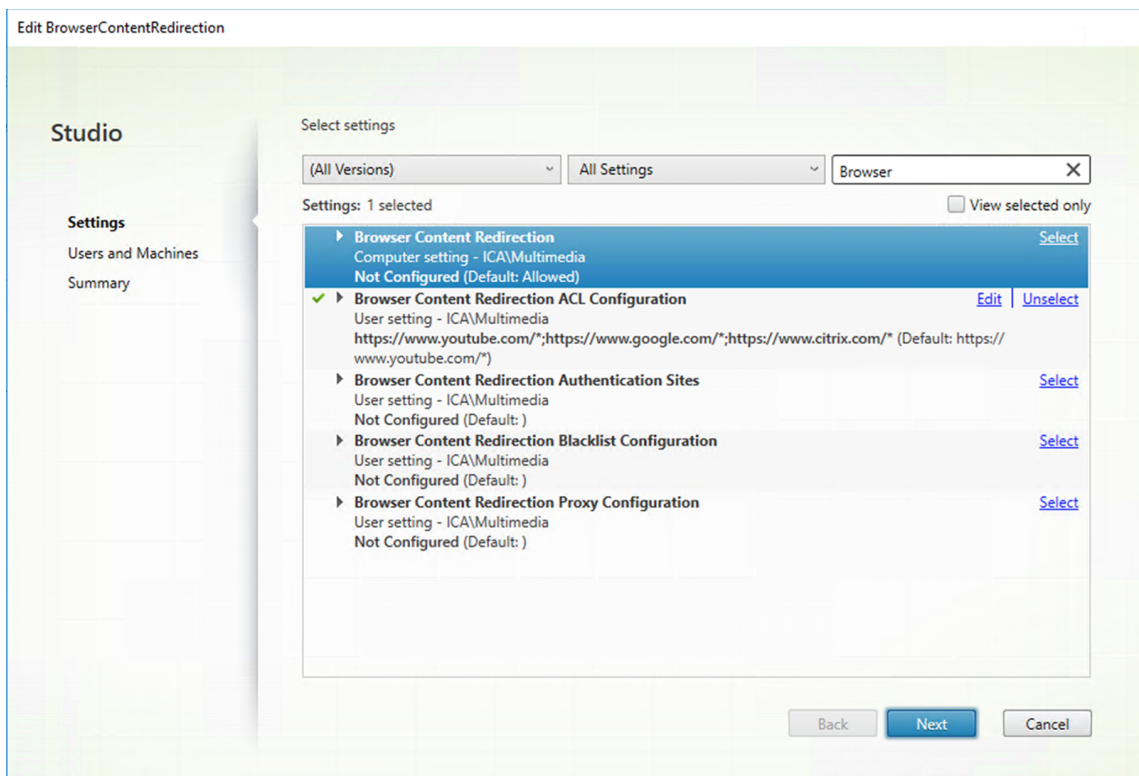 Edit BrowserContentRedirection
Studio
Settings
Users and Machines
Summary
Select settings
(All Versions) All Settings Browser
Settings: 1 selected View selected only
Browser Content Redirection Select
Computer setting - ICA\Multimedia
Not Configured (Default: Allowed)
Browser Content Redirection ACL Configuration Edit Unselect
User setting - ICA\Multimedia
https://www.youtube.com/*;https://www.google.com/*;https://www.citrix.com/* (Default: https://
www.youtube.com/*)
Browser Content Redirection Authentication Sites Select
User setting - ICA\Multimedia
Not Configured (Default: )
Browser Content Redirection Blacklist Configuration Select
User setting - ICA\Multimedia
Not Configured (Default: )
Browser Content Redirection Proxy Configuration Select
User setting - ICA\Multimedia
Not Configured (Default: )
Back Next Cancel